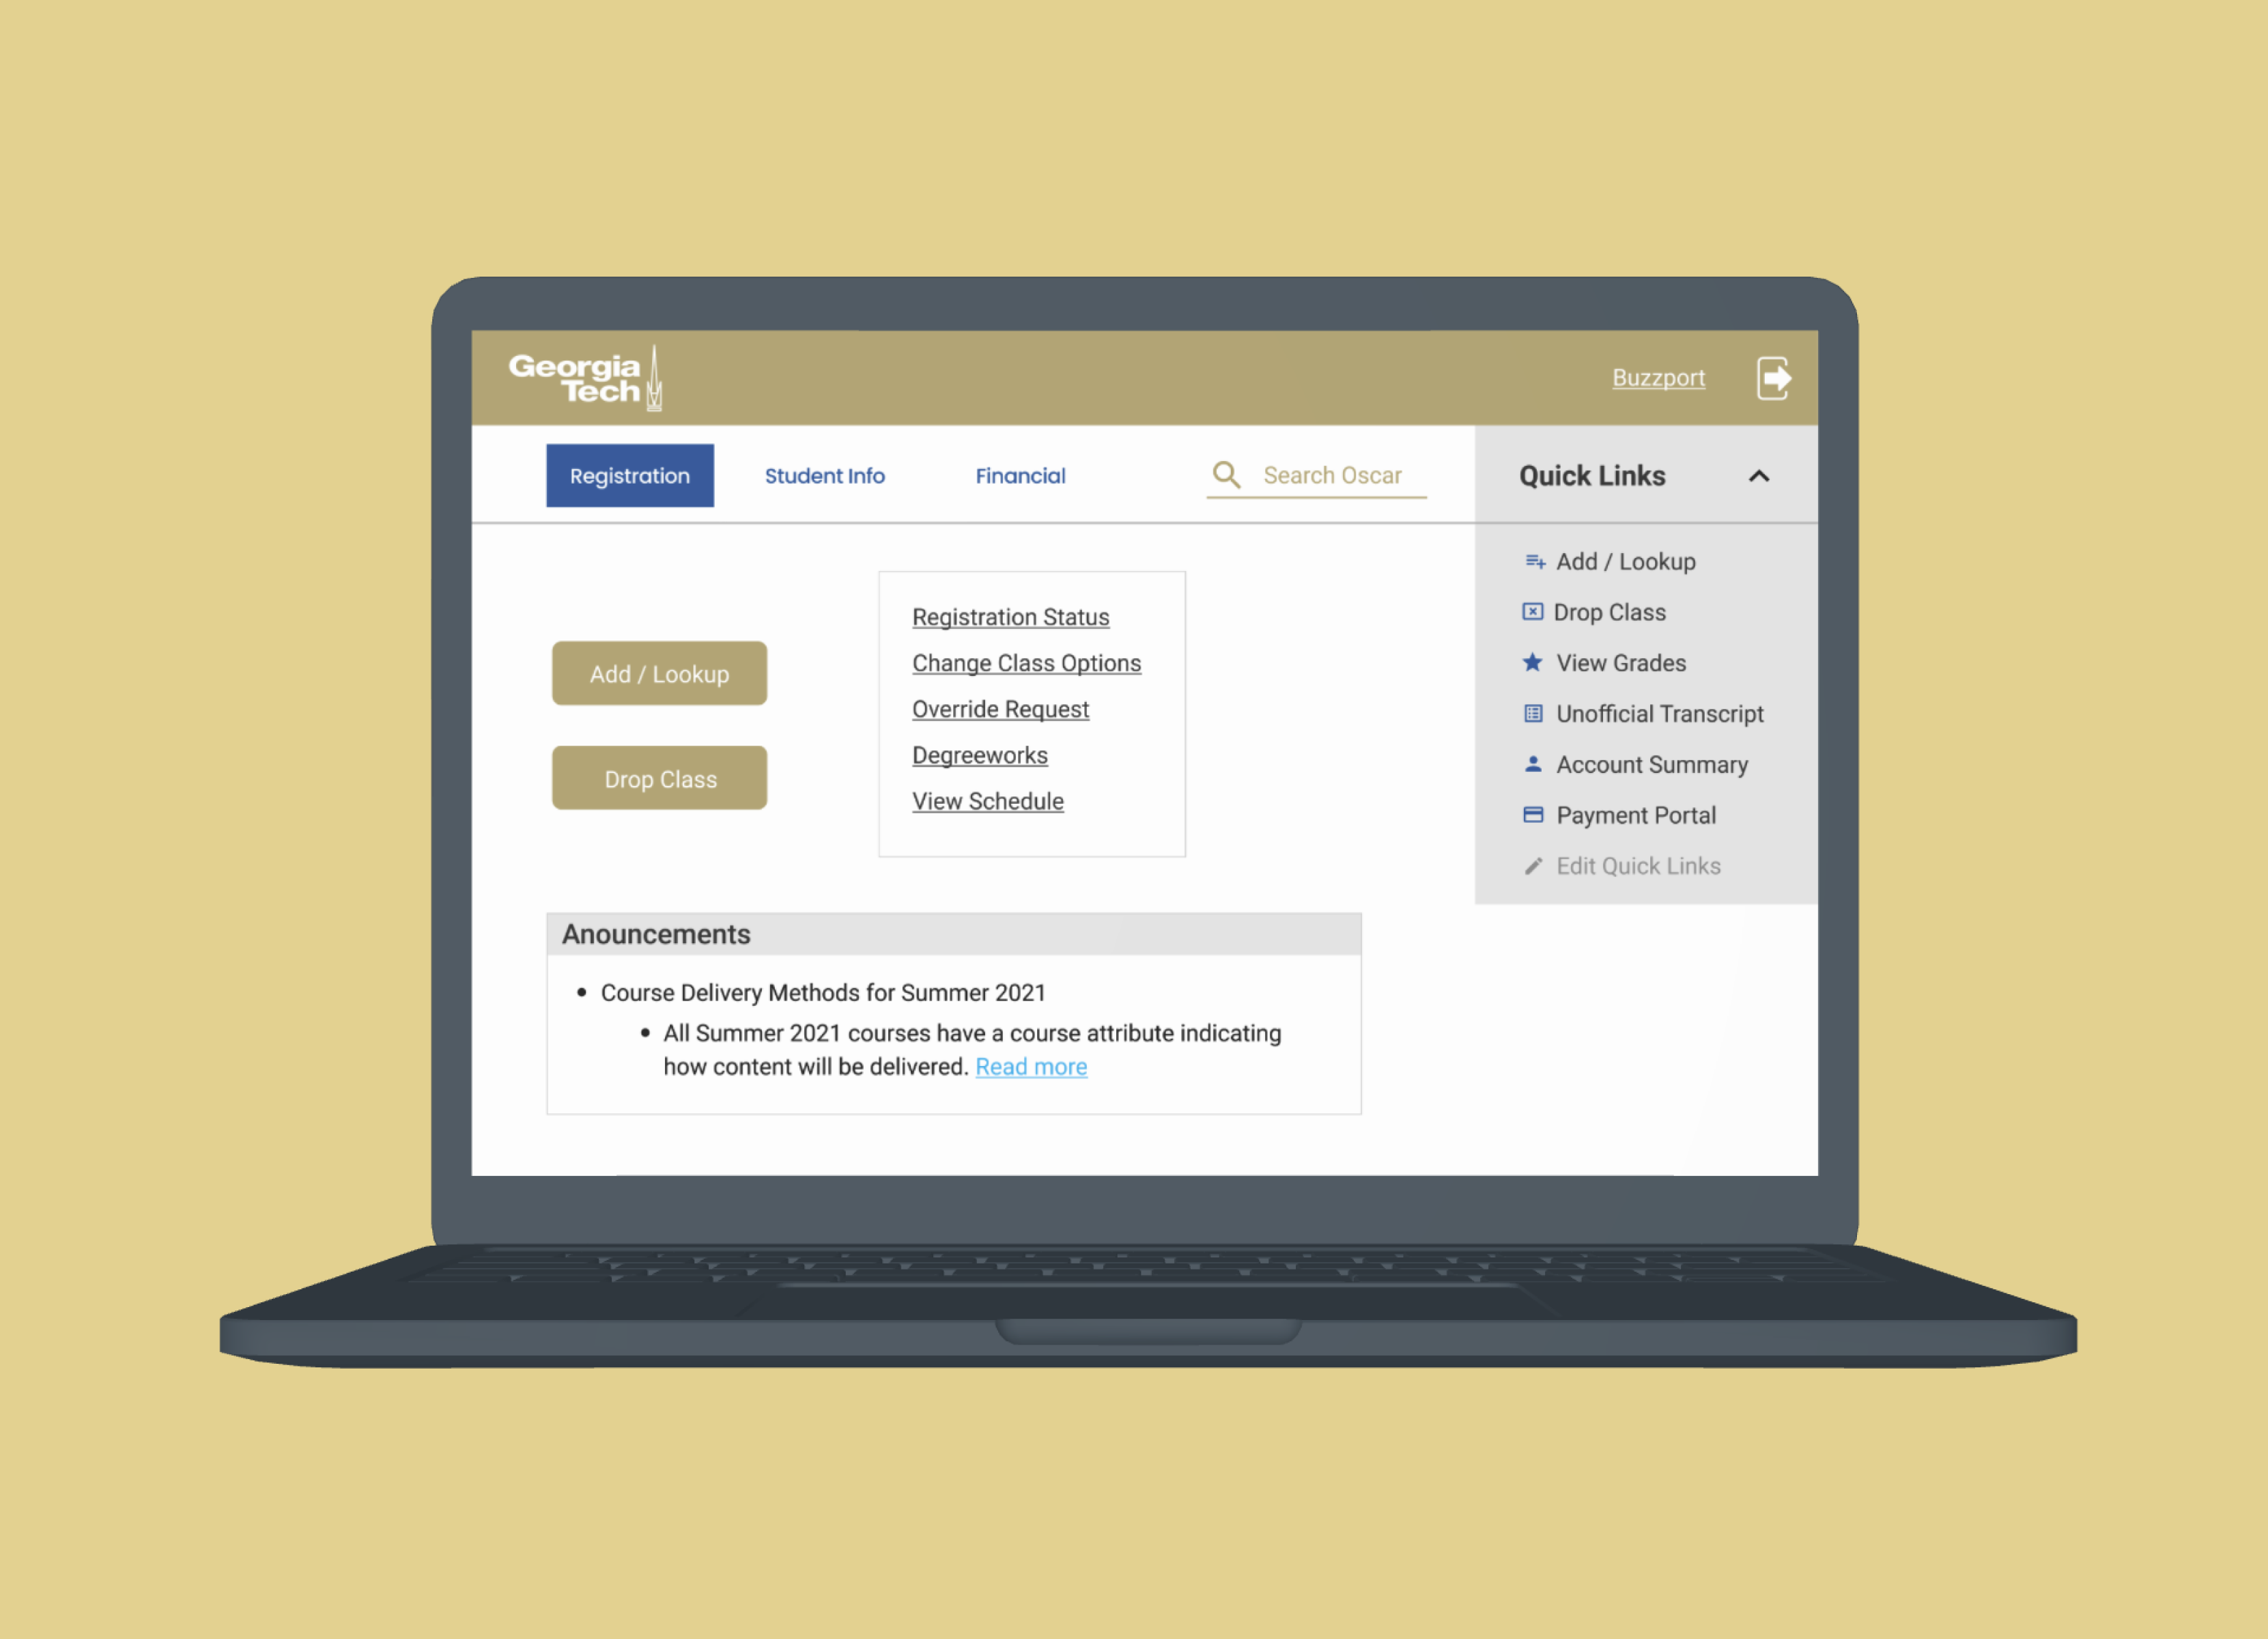 Georgia
Tech
Buzzport
Registration
Student Info
Financial
Search Oscar
Quick Links
Add / Lookup
Drop Class
Registration Status
Change Class Options
Override Request
Degreeworks
View Schedule
Add / Lookup
Drop Class
View Grades
Unofficial Transcript
Account Summary
Payment Portal
Edit Quick Links
Anouncements
Course Delivery Methods for Summer 2021
All Summer 2021 courses have a course attribute indicating
how content will be delivered. Read more